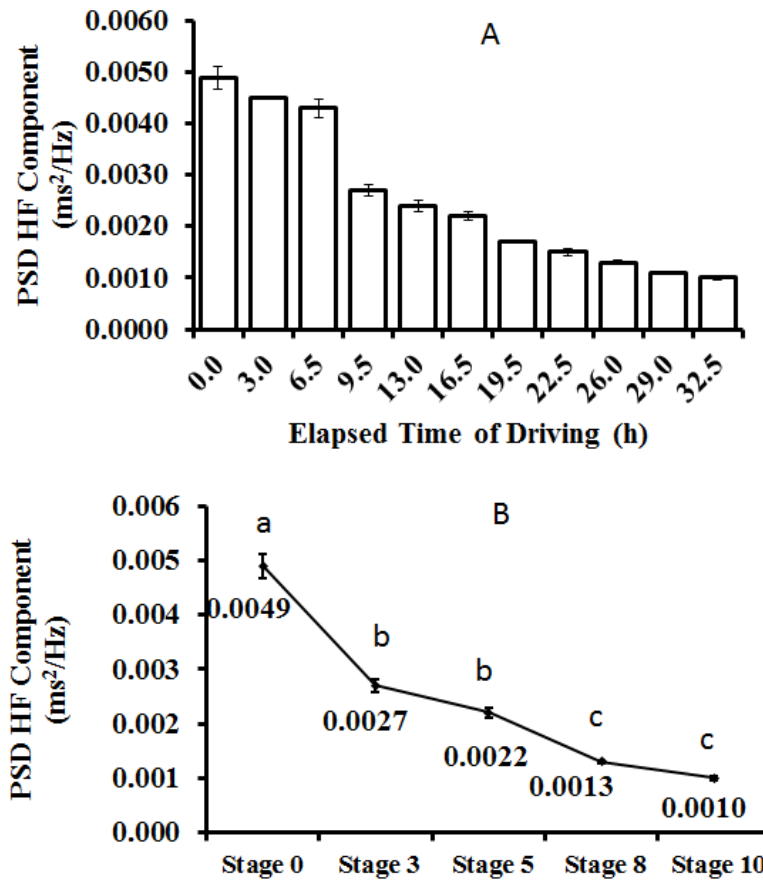 A
PSD HF Component
(ms²/Hz)
0.0060
0.0050
0.0040
0.0030
0.0020
0.0010
0.0000
0.0
3.0
6.5
9.5
13.0
16.5
19.5
22.5
26.0
29.0
32.5
Elapsed Time of Driving (h)
B
PSD HF Component
(ms²/Hz)
0.006
0.005
0.004
0.003
0.002
0.001
0.000
a
b
b
c
c
0.0049
0.0027
0.0022
0.0013
0.0010
Stage 0
Stage 3
Stage 5
Stage 8
Stage 10